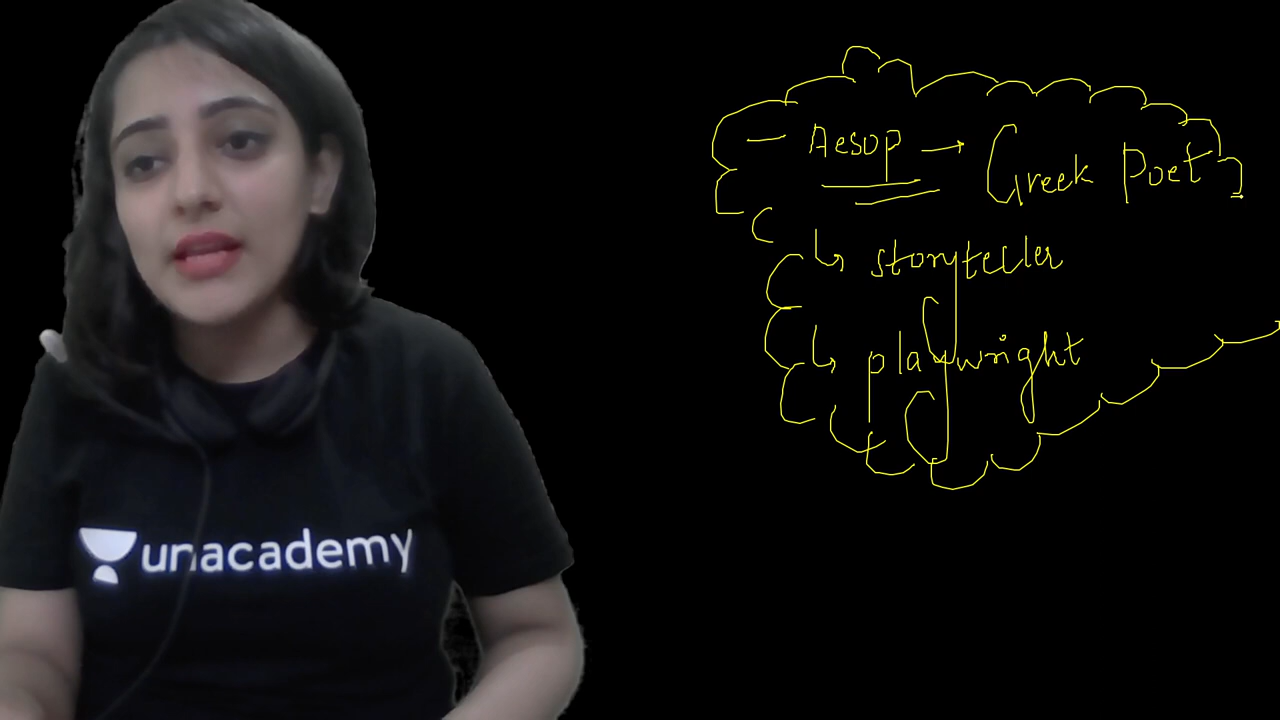 unacademy
– Aesop → Greek Poet
↳ storyteller
↳ playwright